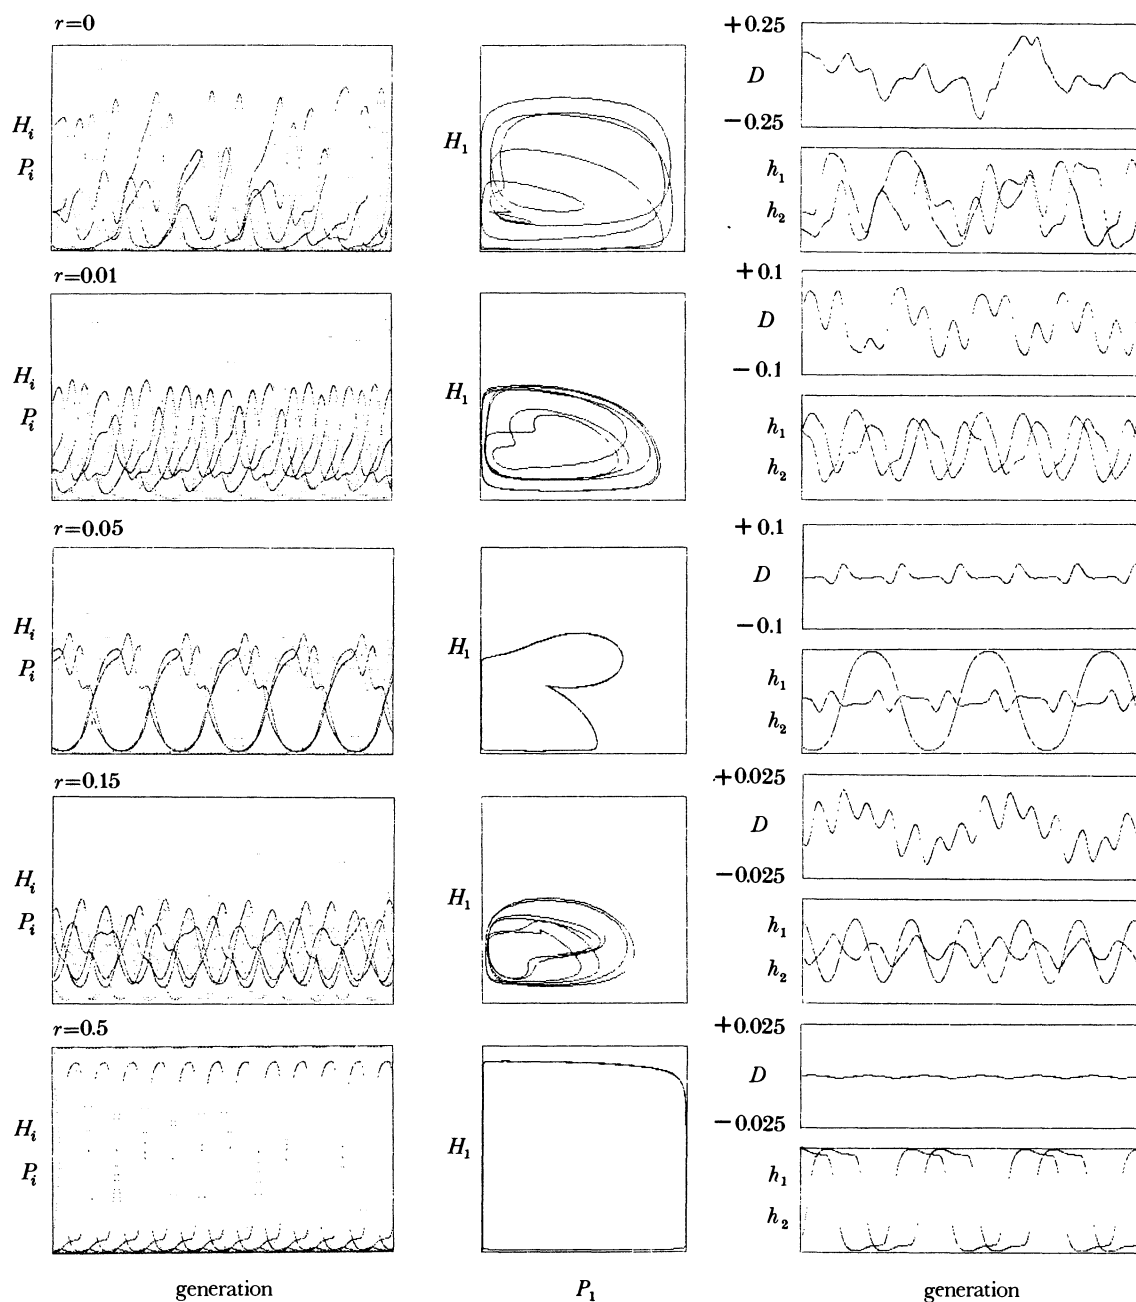 r=0
+0.25
D
−0.25
H_i
P_i
H_1
h_1
h_2
r=0.01
+0.1
D
−0.1
H_i
P_i
H_1
h_1
h_2
r=0.05
+0.1
D
−0.1
H_i
P_i
H_1
h_1
h_2
r=0.15
+0.025
D
−0.025
H_i
P_i
H_1
h_1
h_2
r=0.5
+0.025
D
−0.025
H_i
P_i
H_1
h_1
h_2
generation
P_1
generation